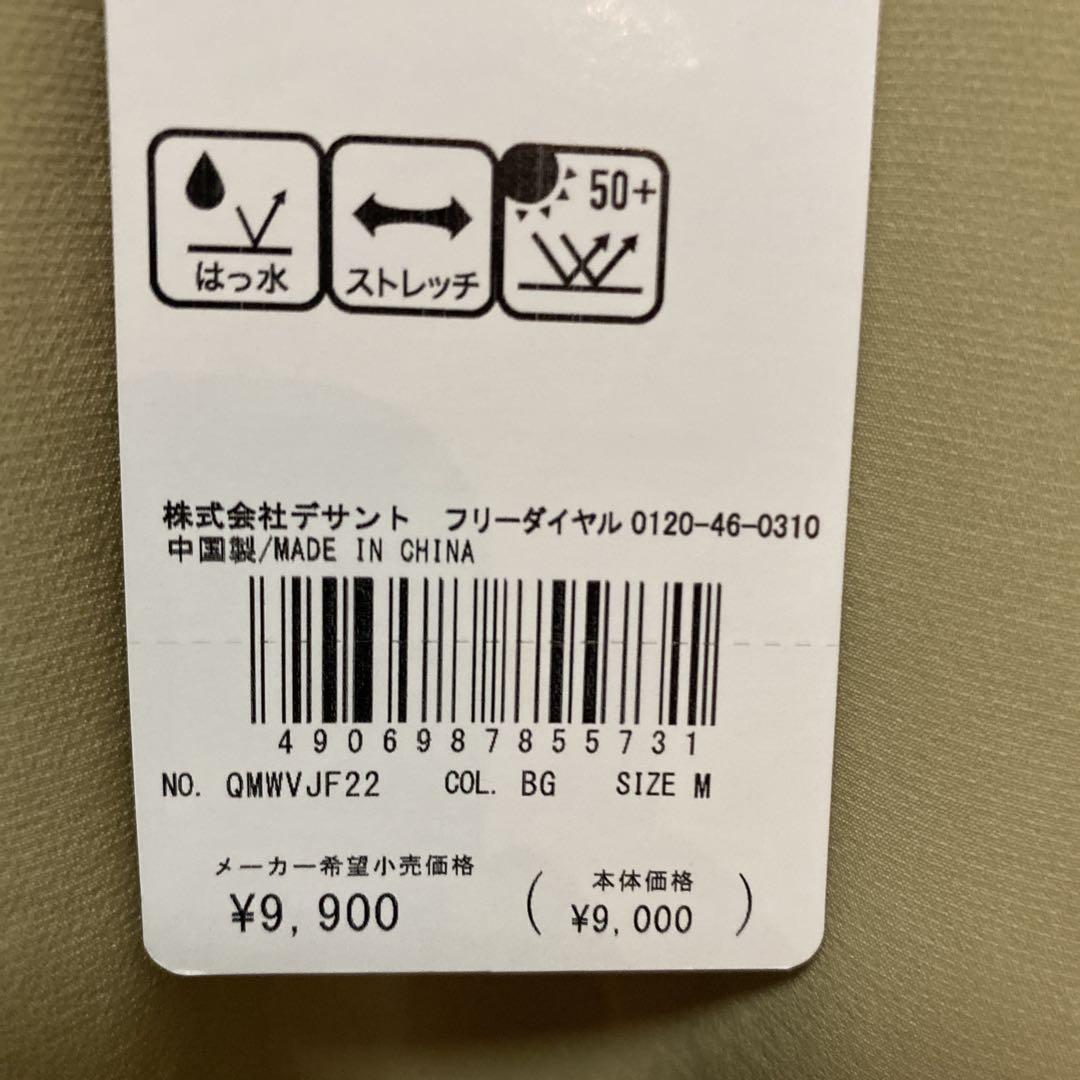 はっ水
ストレッチ
50+
株式会社デサント フリーダイヤル 0120-46-0310
中国製/MADE IN CHINA
4906987855731
NO. QMWVJF22 COL. BG SIZE M
メーカー希望小売価格
¥9,900
( 本体価格
¥9,000 )